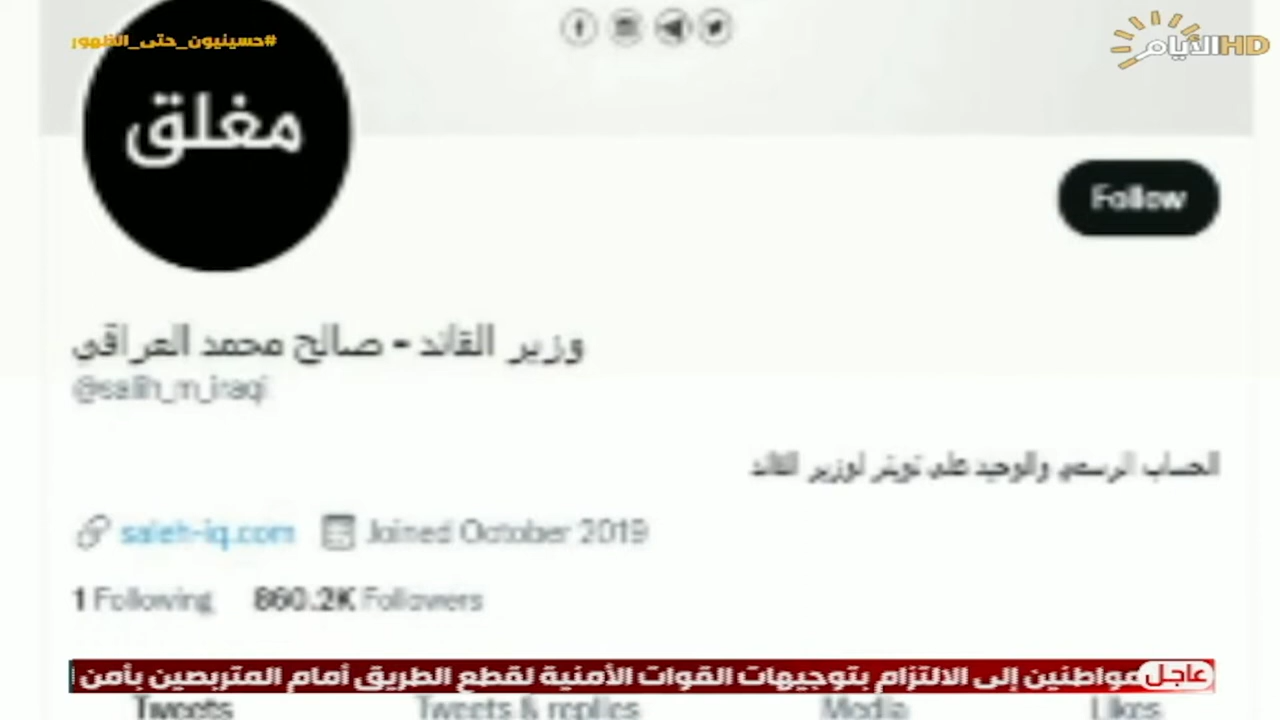 #حسينيون_حتى_الظهور
الأيام HD
مغلق
Follow
وزير القائد - صالح محمد العراقي
@salih_m_iraqi
الحساب الرسمي والوحيد على تويتر لوزير القائد
saleh-iq.com Joined October 2019
1 Following 860.2K Followers
عاجل مواطنين إلى الالتزام بتوجيهات القوات الأمنية لقطع الطريق أمام المتربصين بأمن
Tweets Tweets & replies Media Likes